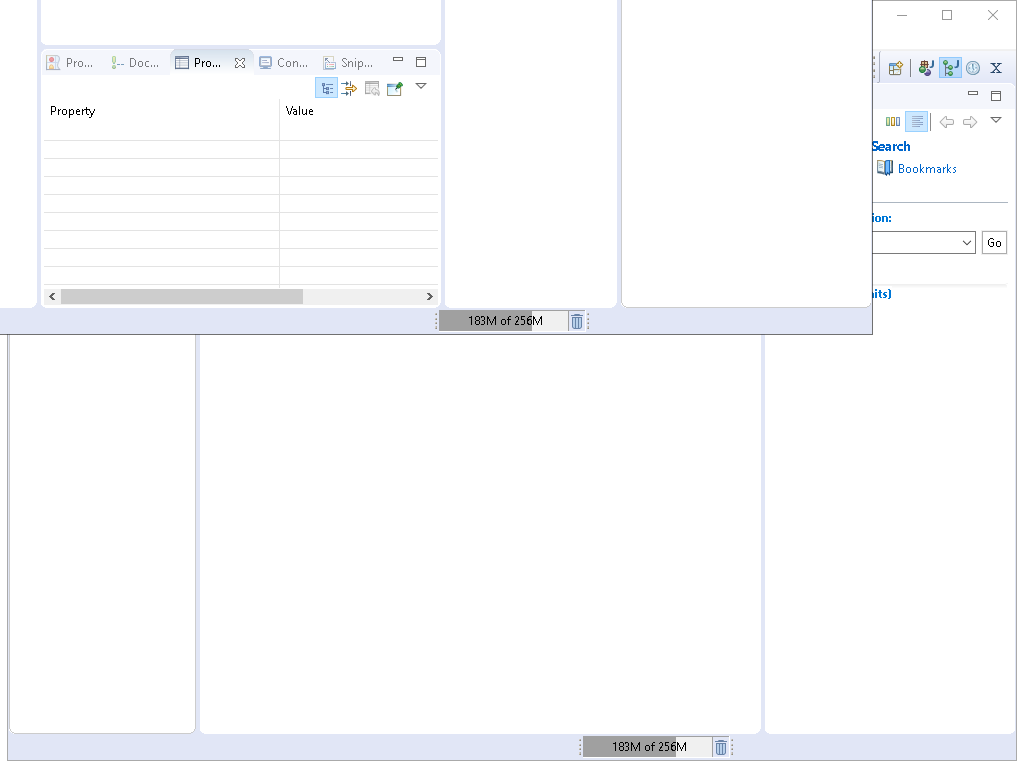 Pro... Doc... Pro... Con... Snip...
Property Value
X
Search
Bookmarks
ion:
Go
its)
183M of 256M
183M of 256M